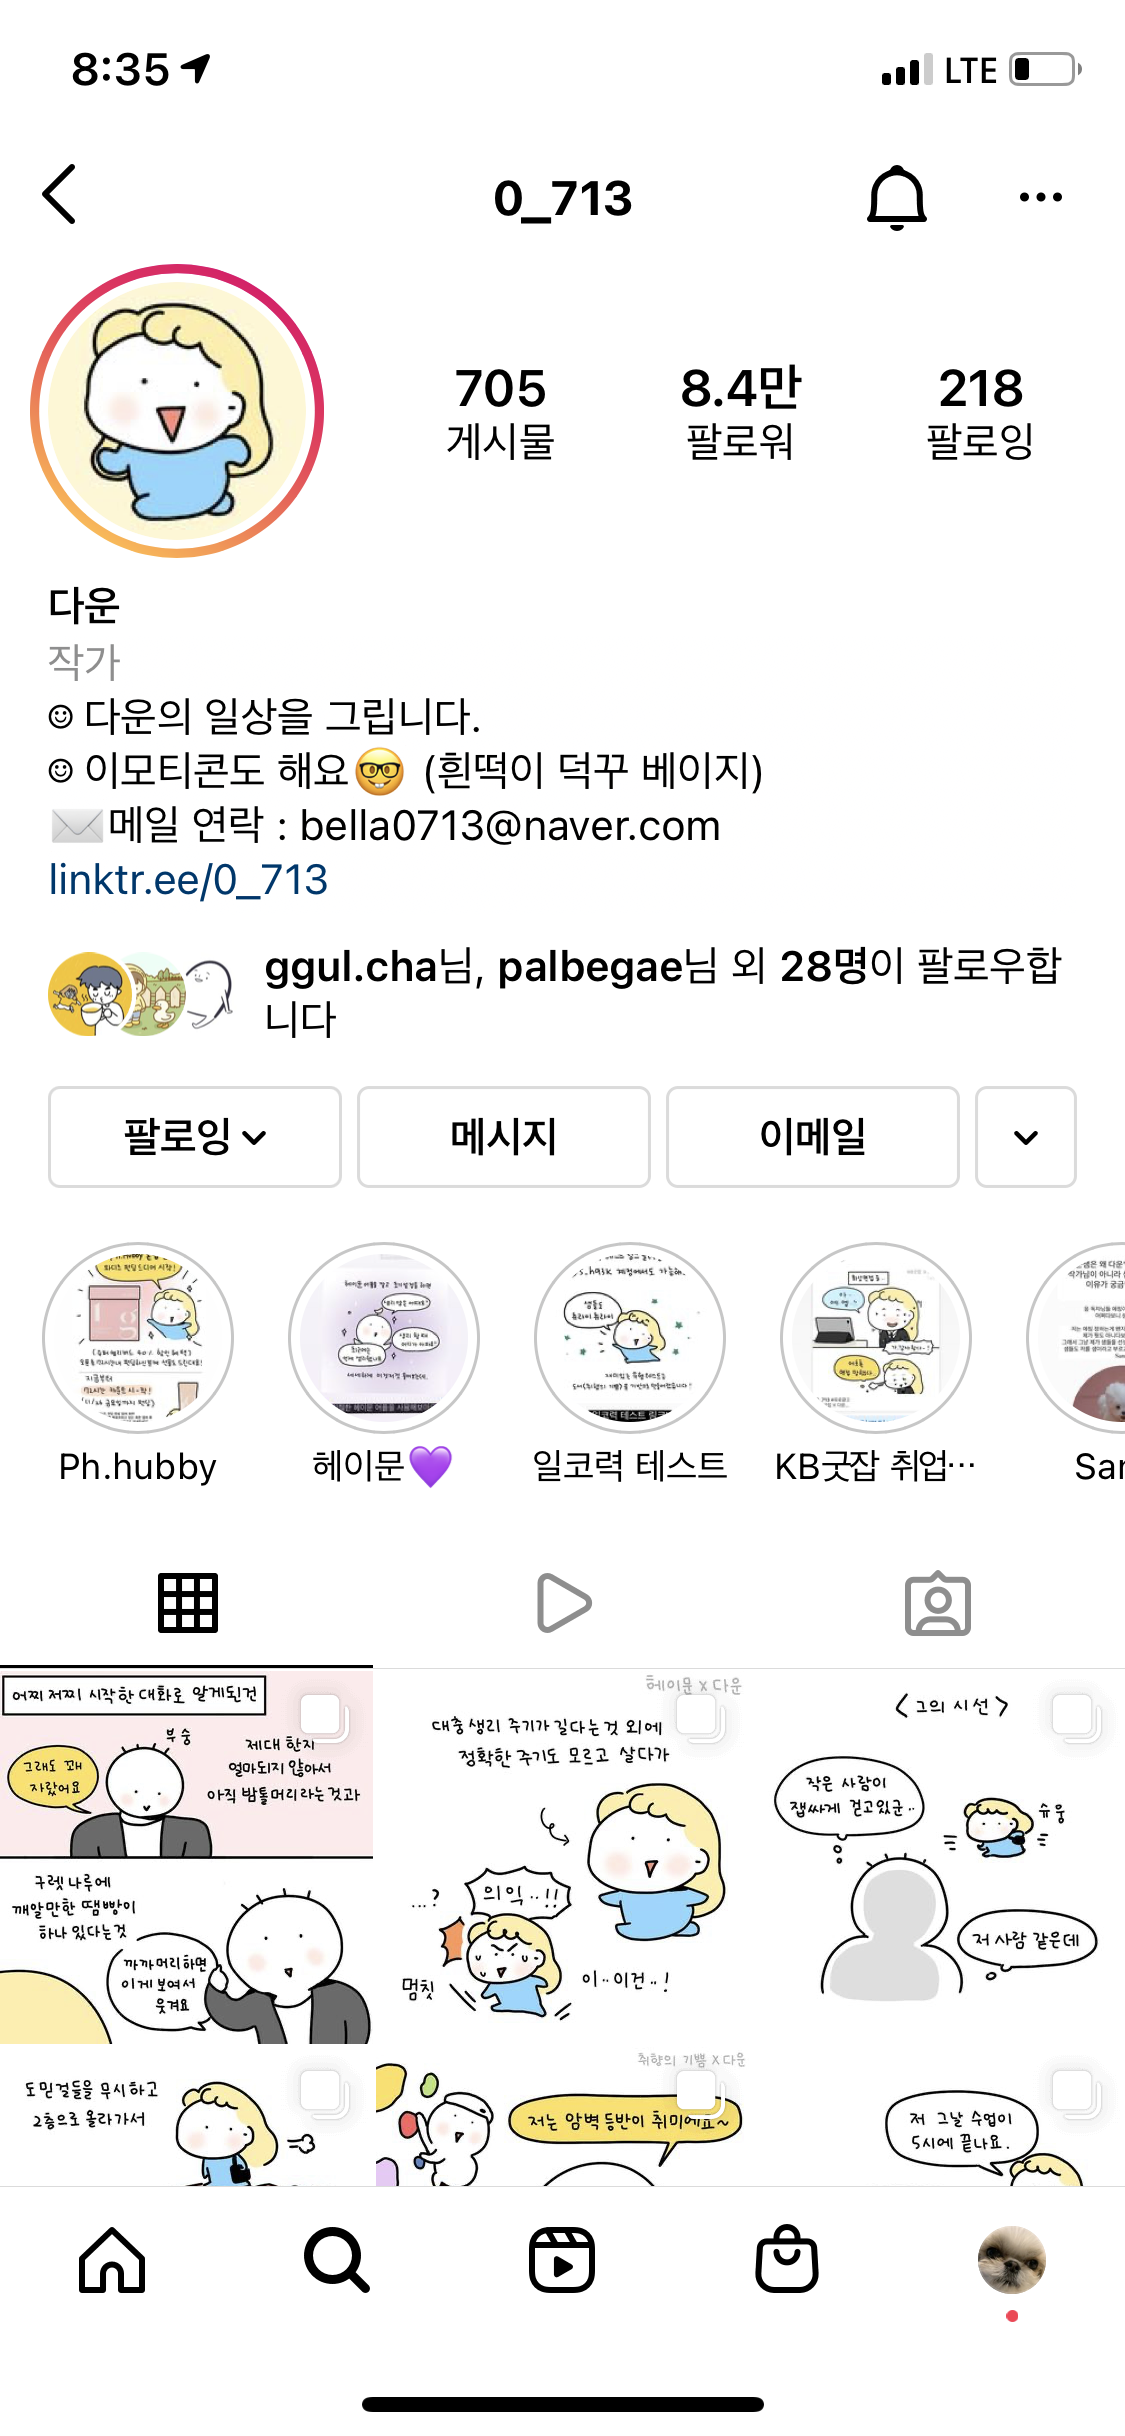 8:35
LTE
0_713
705
게시물
8.4만
팔로워
218
팔로잉
다운
작가
☺ 다운의 일상을 그립니다.
☺ 이모티콘도 해요🤓 (흰떡이 덕꾸 베이지)
✉️메일 연락 : bella0713@naver.com
linktr.ee/0_713
ggul.cha님, palbegae님 외 28명이 팔로우합
니다
팔로잉
메시지
이메일
Ph.hubby
헤이문💜
일코력 테스트
KB굿잡 취업…
San
어찌 저찌 시작한 대화로 알게된건
부숭
그래도 꽤
자랐어요
제대 한지
얼마되지 않아서
아직 밤톨머리라는것과
구렛나루에
깨알만한 땜빵이
하나 있다는것
까까머리하면
이게 보여서
웃겨요
헤이문 X 다운
대충 생리 주기가 길다는것 외에
정확한 주기도 모르고 살다가
...?
의익..!!
멈칫
이..이건..!
<그의 시선>
작은 사람이
잽싸게 걷고있군..
슈웅
저 사람 같은데
도믿걸들을 무시하고
2층으로 올라가서
취향의 기쁨 X 다운
저는 암벽 등반이 취미에요~
저 그날 수업이
5시에 끝나요.